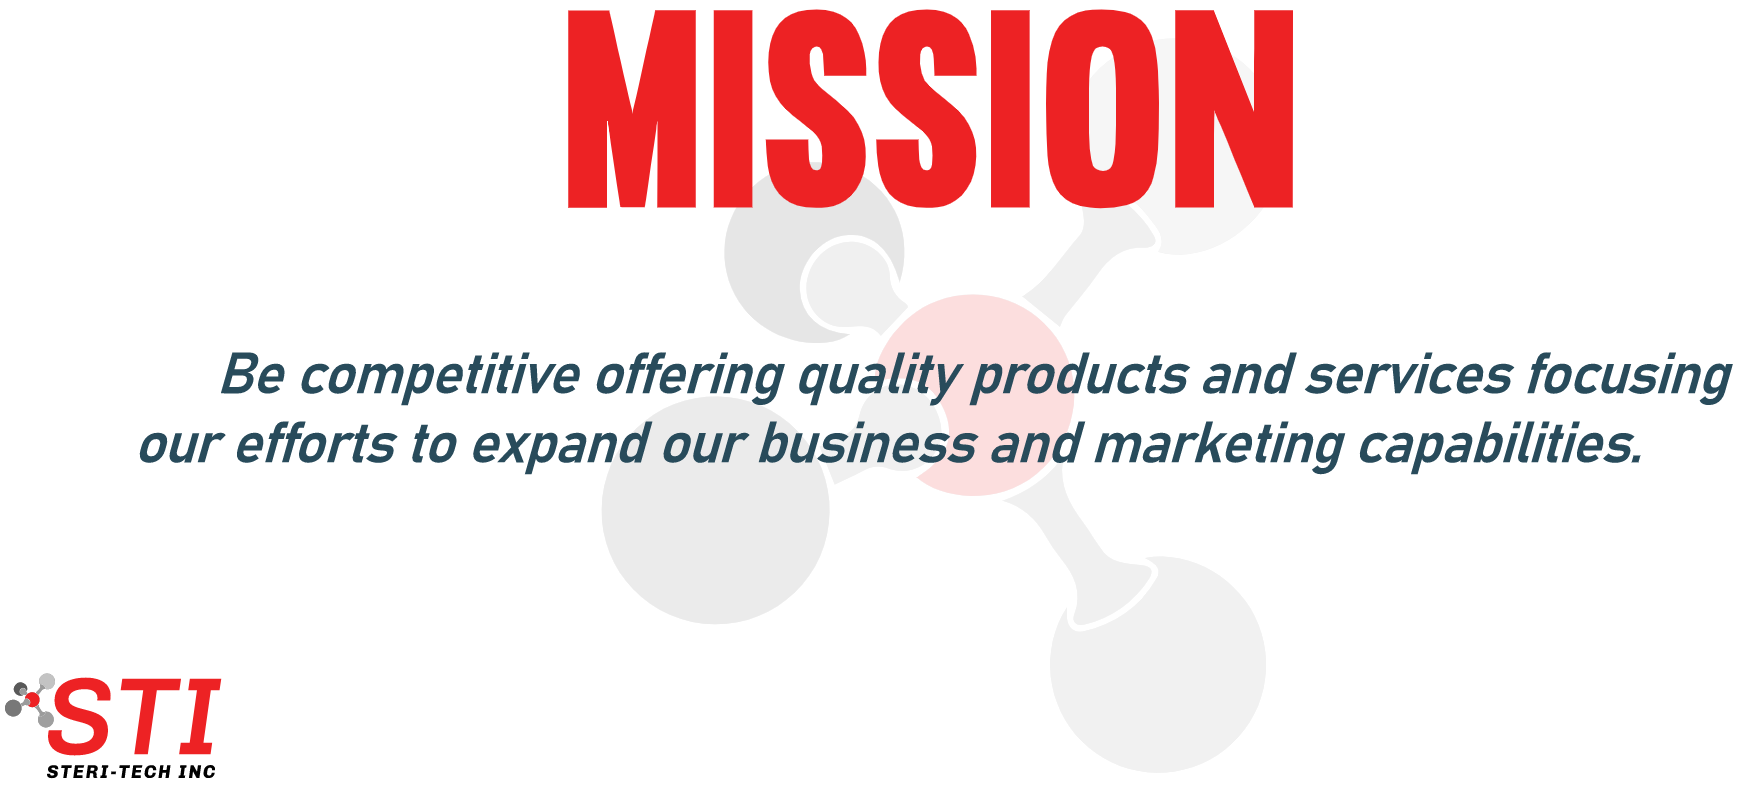 MISSION
Be competitive offering quality products and services focusing
our efforts to expand our business and marketing capabilities.
STI
STERI-TECH INC